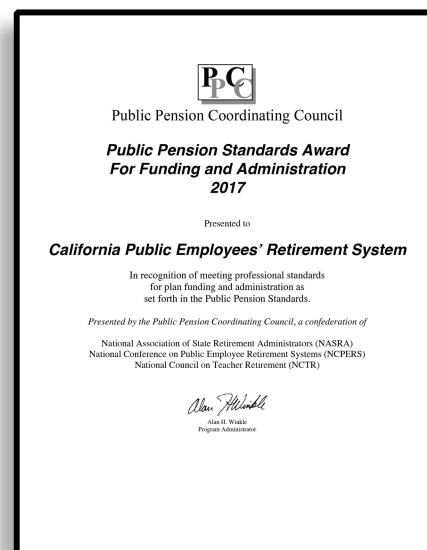 PPCC
Public Pension Coordinating Council
Public Pension Standards Award
For Funding and Administration
2017
Presented to
California Public Employees' Retirement System
In recognition of meeting professional standards
for plan funding and administration as
set forth in the Public Pension Standards.
Presented by the Public Pension Coordinating Council, a confederation of
National Association of State Retirement Administrators (NASRA)
National Conference on Public Employee Retirement Systems (NCPERS)
National Council on Teacher Retirement (NCTR)
Alan H Winkle
Alan H. Winkle
Program Administrator